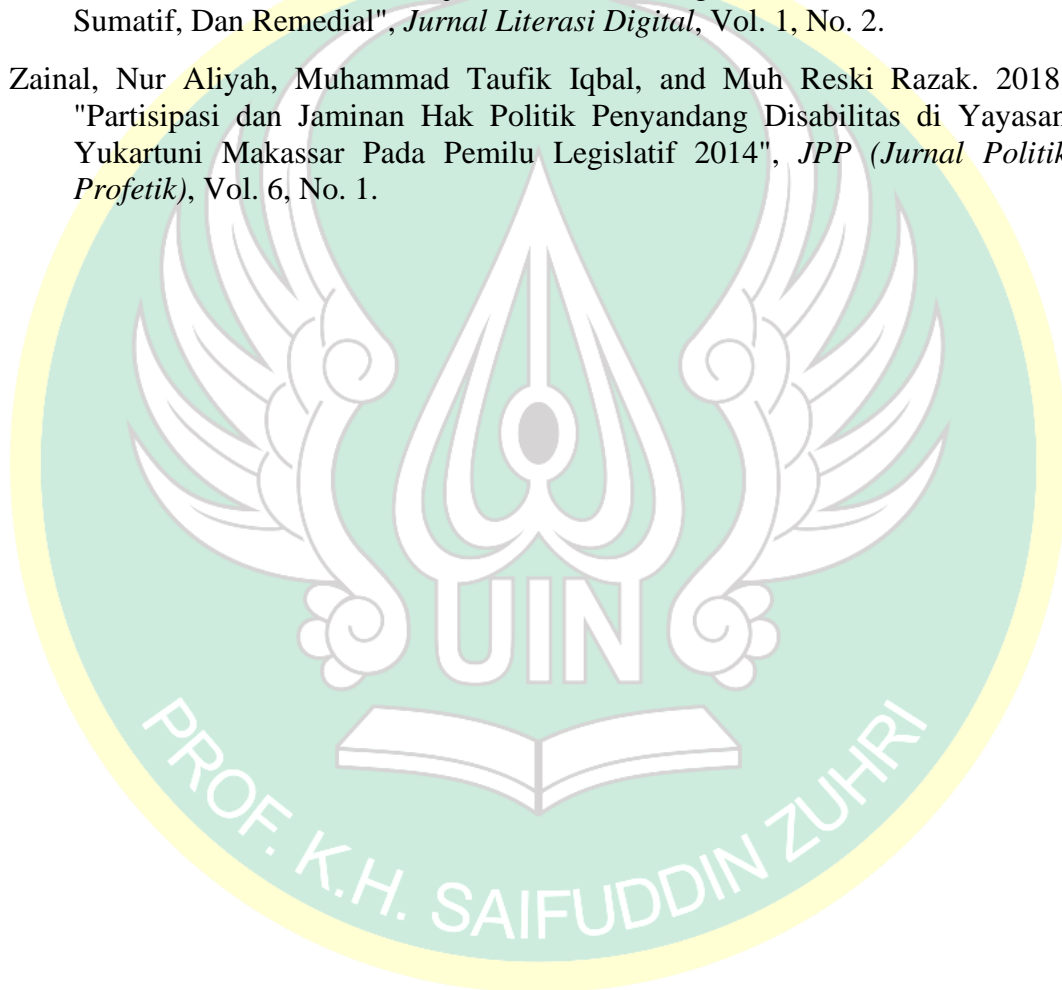 Sumatif, Dan Remedial", Jurnal Literasi Digital, Vol. 1, No. 2.
Zainal, Nur Aliyah, Muhammad Taufik Iqbal, and Muh Reski Razak. 2018
"Partisipasi dan Jaminan Hak Politik Penyandang Disabilitas di Yayasan
Yukartuni Makassar Pada Pemilu Legislatif 2014", JPP (Jurnal Politik
Profetik), Vol. 6, No. 1.
UIN
PROF. K.H. SAIFUDDIN ZUHRI